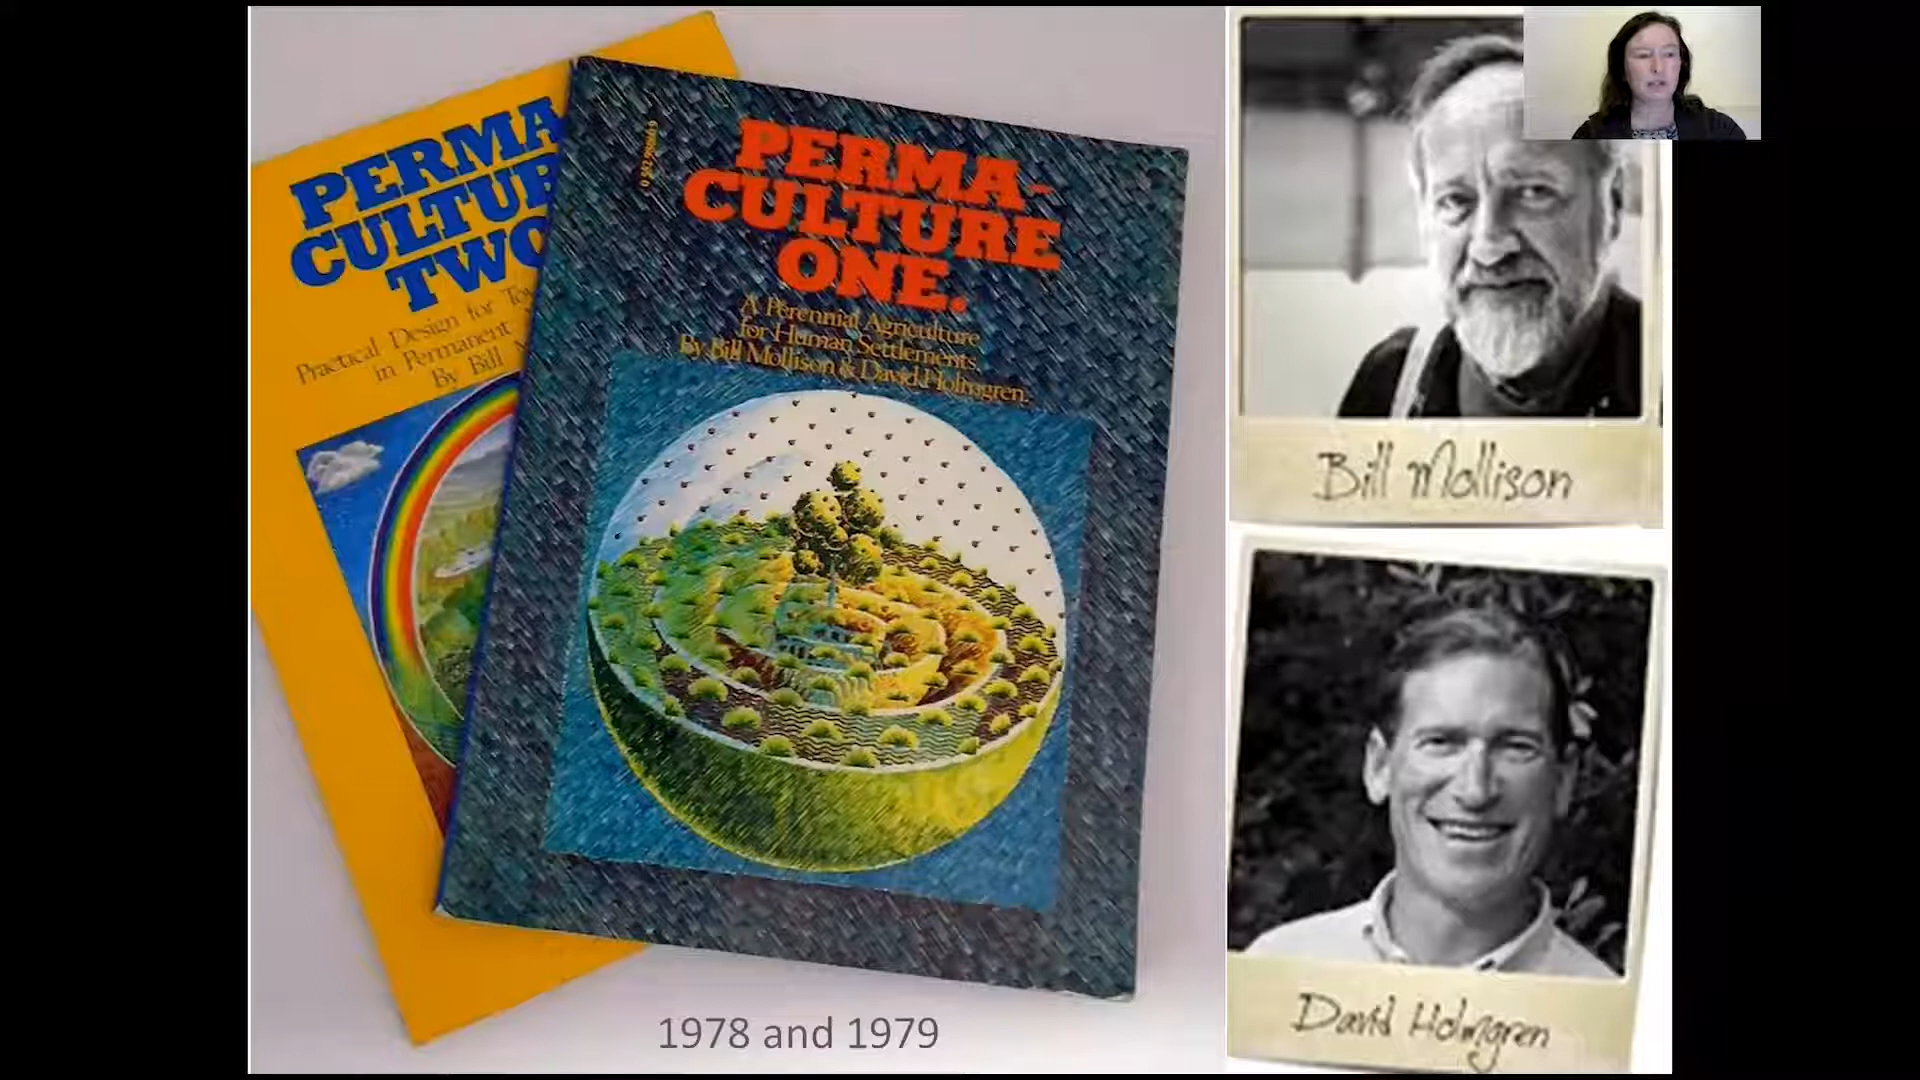 PERMA
CULTUR
TWO
Practical Design for To
in Permanent
By Bill
PERMA-
CULTURE
ONE.
A Perennial Agriculture
for Human Settlements.
By Bill Mollison & David Holmgren.
1978 and 1979
Bill Mollison
David Holmgren